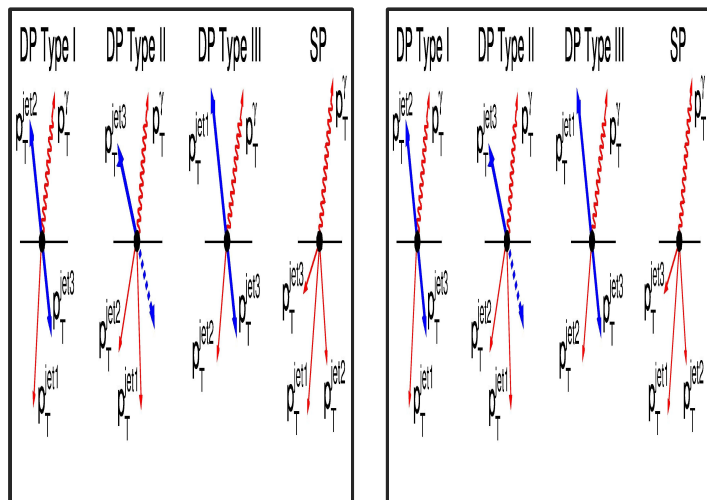 DP Type I DP Type II DP Type III SP
p_T^jet2 p_T^γ p_T^jet3 p_T^γ p_T^jet1 p_T^γ p_T^γ
p_T^jet3 p_T^jet2 p_T^jet3 p_T^jet2 p_T^jet3
p_T^jet1 p_T^jet1 p_T^jet1 p_T^jet2
DP Type I DP Type II DP Type III SP
p_T^jet2 p_T^γ p_T^jet3 p_T^γ p_T^jet1 p_T^γ p_T^γ
p_T^jet3 p_T^jet2 p_T^jet2 p_T^jet3 p_T^jet3
p_T^jet1 p_T^jet1 p_T^jet1 p_T^jet2